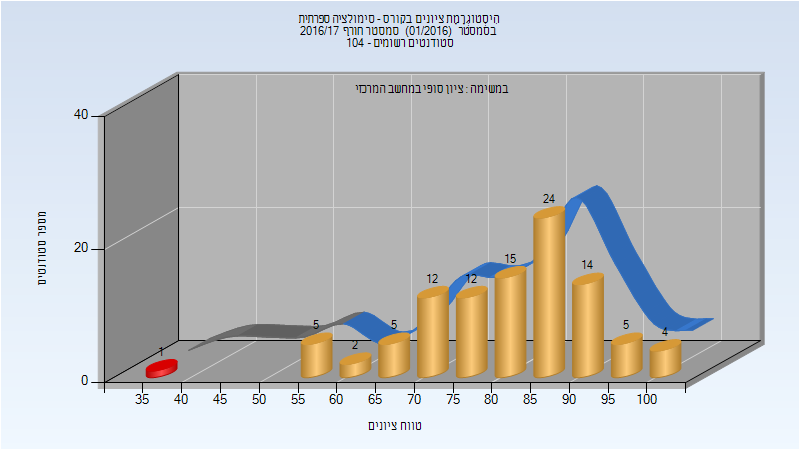 היסטוגרמת ציונים בקורס - סימולציה ספרתית
בסמסטר (01/2016) סמסטר חורף 2016/17
סטודנטים רשומים - 104
במשימה : ציון סופי במחשב המרכזי
מספר סטודנטים
40
20
0
1
5
2
5
12
12
15
24
14
5
4
35 40 45 50 55 60 65 70 75 80 85 90 95 100
טווח ציונים